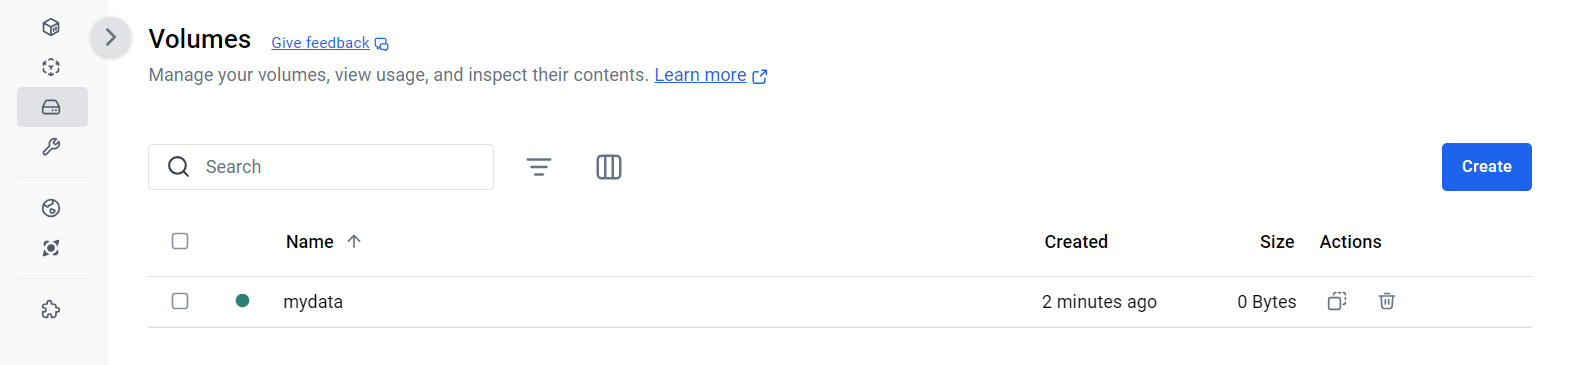 Volumes Give feedback
Manage your volumes, view usage, and inspect their contents. Learn more
Search
Create
Name Created Size Actions
mydata 2 minutes ago 0 Bytes